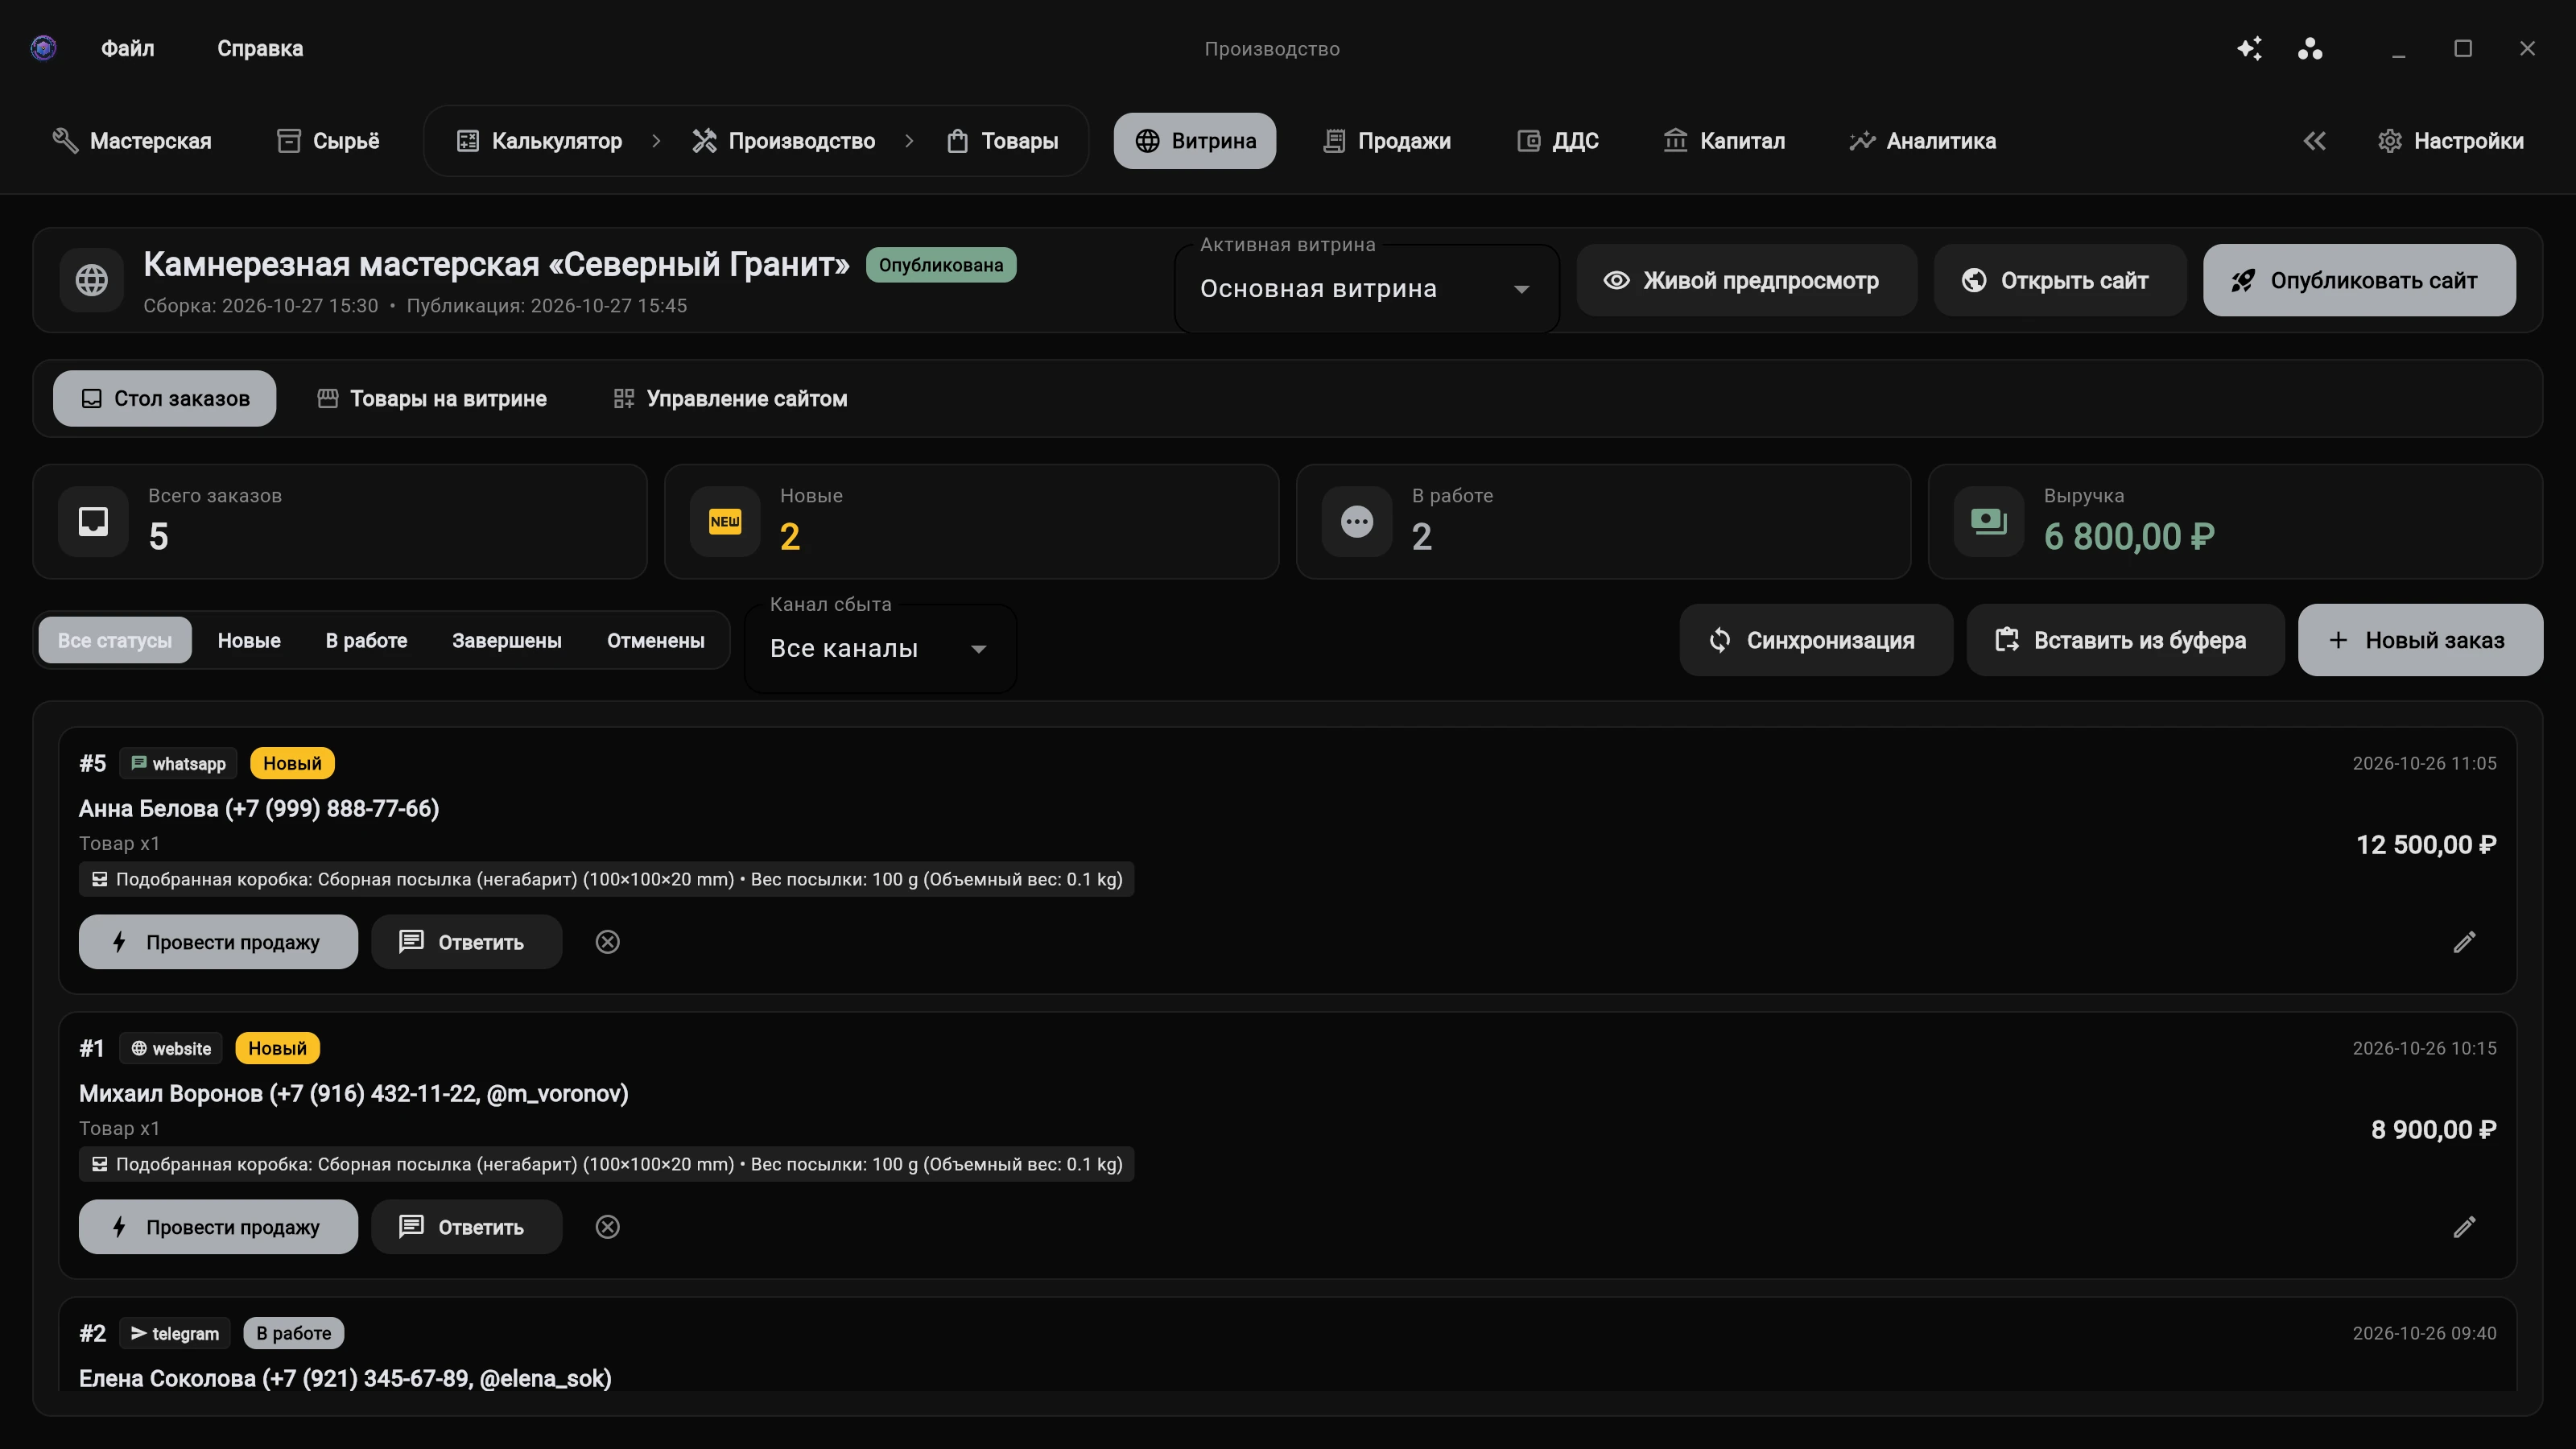 Файл Справка Производство
Мастерская Сырьё Калькулятор Производство Товары Витрина Продажи ДДС Капитал Аналитика Настройки
Камнерезная мастерская «Северный Гранит» Опубликована
Сборка: 2026-10-27 15:30 • Публикация: 2026-10-27 15:45
Активная витрина
Основная витрина
Живой предпросмотр Открыть сайт Опубликовать сайт
Стол заказов Товары на витрине Управление сайтом
Всего заказов
5
NEW
Новые
2
В работе
2
Выручка
6 800,00 ₽
Все статусы Новые В работе Завершены Отменены
Канал сбыта
Все каналы
Синхронизация Вставить из буфера + Новый заказ
#5 whatsapp Новый 2026-10-26 11:05
Анна Белова (+7 (999) 888-77-66)
Товар x1
12 500,00 ₽
Подобранная коробка: Сборная посылка (негабарит) (100×100×20 mm) • Вес посылки: 100 g (Объемный вес: 0.1 kg)
Провести продажу Ответить
#1 website Новый 2026-10-26 10:15
Михаил Воронов (+7 (916) 432-11-22, @m_voronov)
Товар x1
8 900,00 ₽
Подобранная коробка: Сборная посылка (негабарит) (100×100×20 mm) • Вес посылки: 100 g (Объемный вес: 0.1 kg)
Провести продажу Ответить
#2 telegram В работе 2026-10-26 09:40
Елена Соколова (+7 (921) 345-67-89, @elena_sok)